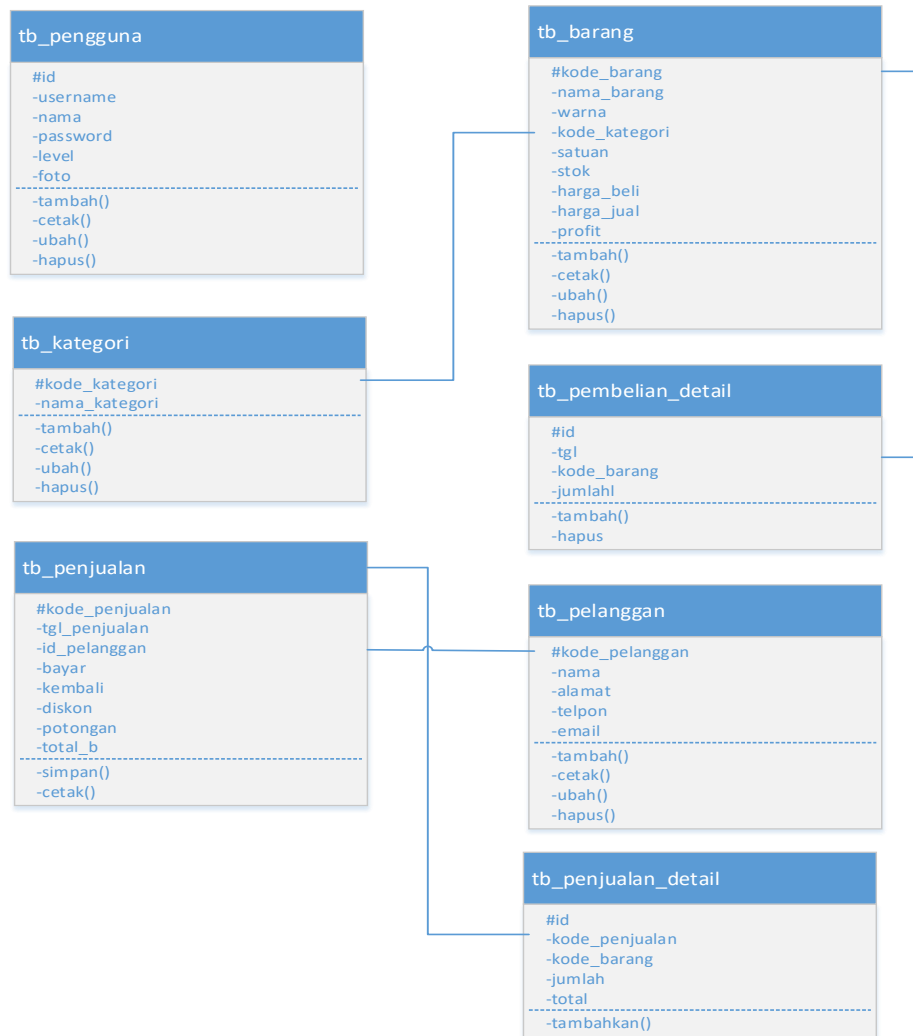 tb_pengguna
#id
-username
-nama
-password
-level
-foto
-tambah()
-cetak()
-ubah()
-hapus()
tb_kategori
#kode_kategori
-nama_kategori
-tambah()
-cetak()
-ubah()
-hapus()
tb_penjualan
#kode_penjualan
-tgl_penjualan
-id_pelanggan
-bayar
-kembali
-diskon
-potongan
-total_b
-simpan()
-cetak()
tb_barang
#kode_barang
-nama_barang
-warna
-kode_kategori
-satuan
-stok
-harga_beli
-harga_jual
-profit
-tambah()
-cetak()
-ubah()
-hapus()
tb_pembelian_detail
#id
-tgl
-kode_barang
-jumlahl
-tambah()
-hapus
tb_pelanggan
#kode_pelanggan
-nama
-alamat
-telpon
-email
-tambah()
-cetak()
-ubah()
-hapus()
tb_penjualan_detail
#id
-kode_penjualan
-kode_barang
-jumlah
-total
-tambahkan()